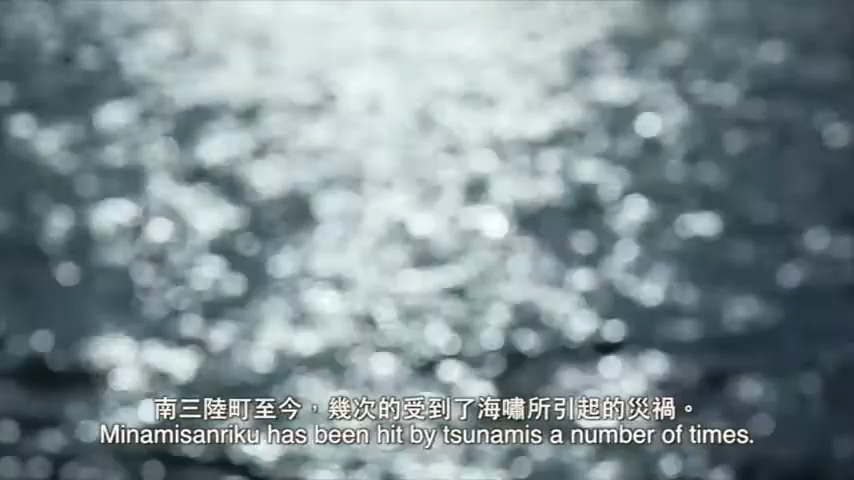 南三陸町至今，幾次的受到了海嘯所引起的災禍。
Minamisanriku has been hit by tsunamis a number of times.